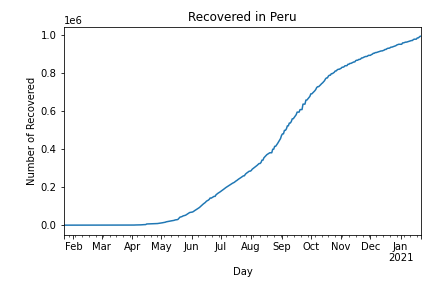 Recovered in Peru
1e6
1.0
0.8
0.6
0.4
0.2
0.0
Number of Recovered
Feb Mar Apr May Jun Jul Aug Sep Oct Nov Dec Jan
2021
Day